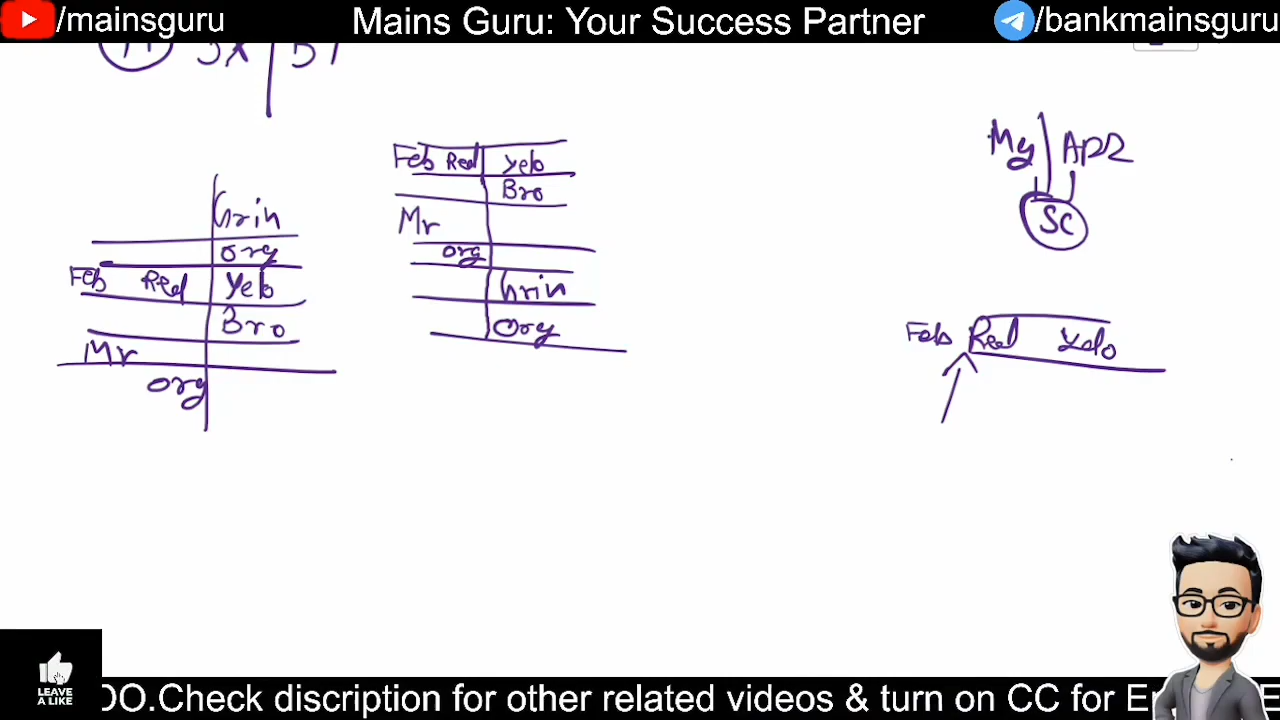 /mainsguru Mains Guru: Your Success Partner /bankmainsguru
Feb Red Yelo
Bro
Mr
org
Grin
Org
Grin
org
Feb Red Yelo
Bro
Mr
org
My APR
SC
Feb Red Yelo
LEAVE
A LIKE
OO.Check discription for other related videos & turn on CC for En